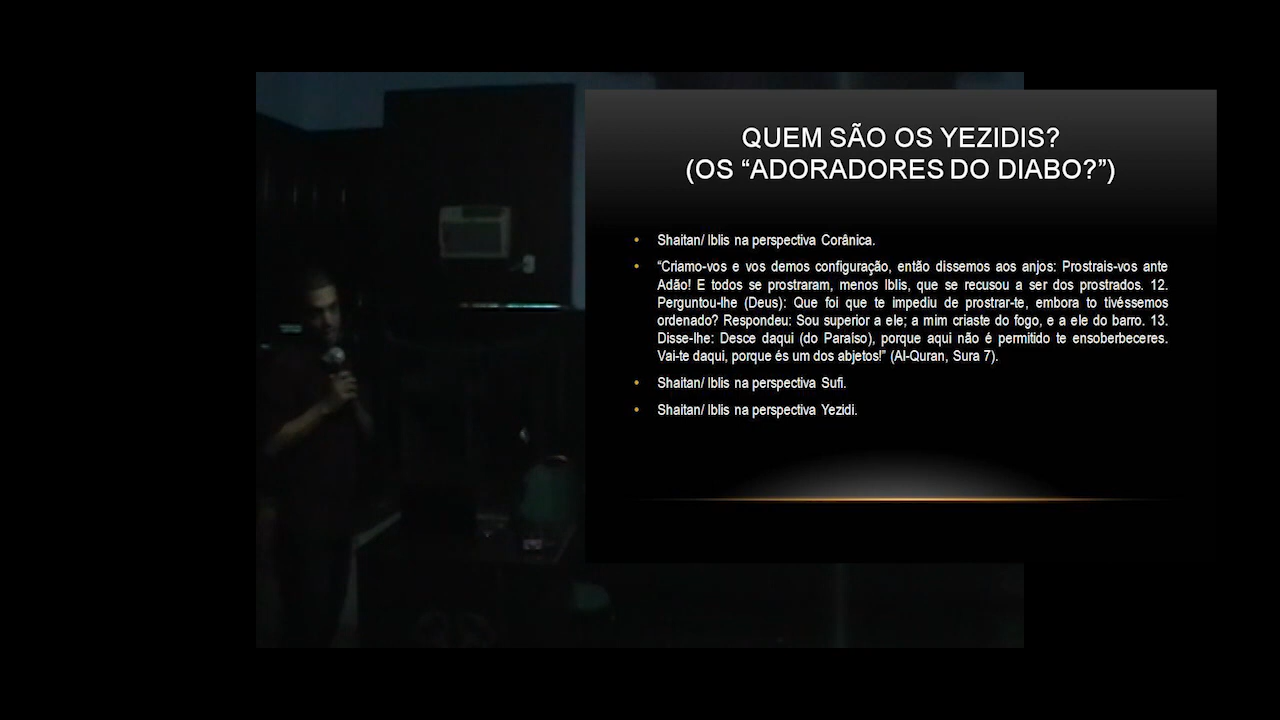 QUEM SÃO OS YEZIDIS?
(OS “ADORADORES DO DIABO?”)
• Shaitan/ Iblis na perspectiva Corânica.
• “Criamo-vos e vos demos configuração, então dissemos aos anjos: Prostrais-vos ante
Adão! E todos se prostraram, menos Iblis, que se recusou a ser dos prostrados. 12.
Perguntou-lhe (Deus): Que foi que te impediu de prostrar-te, embora to tivéssemos
ordenado? Respondeu: Sou superior a ele; a mim criaste do fogo, e a ele do barro. 13.
Disse-lhe: Desce daqui (do Paraíso), porque aqui não é permitido te ensoberbeceres.
Vai-te daqui, porque és um dos abjetos!” (Al-Quran, Sura 7).
• Shaitan/ Iblis na perspectiva Sufi.
• Shaitan/ Iblis na perspectiva Yezidi.